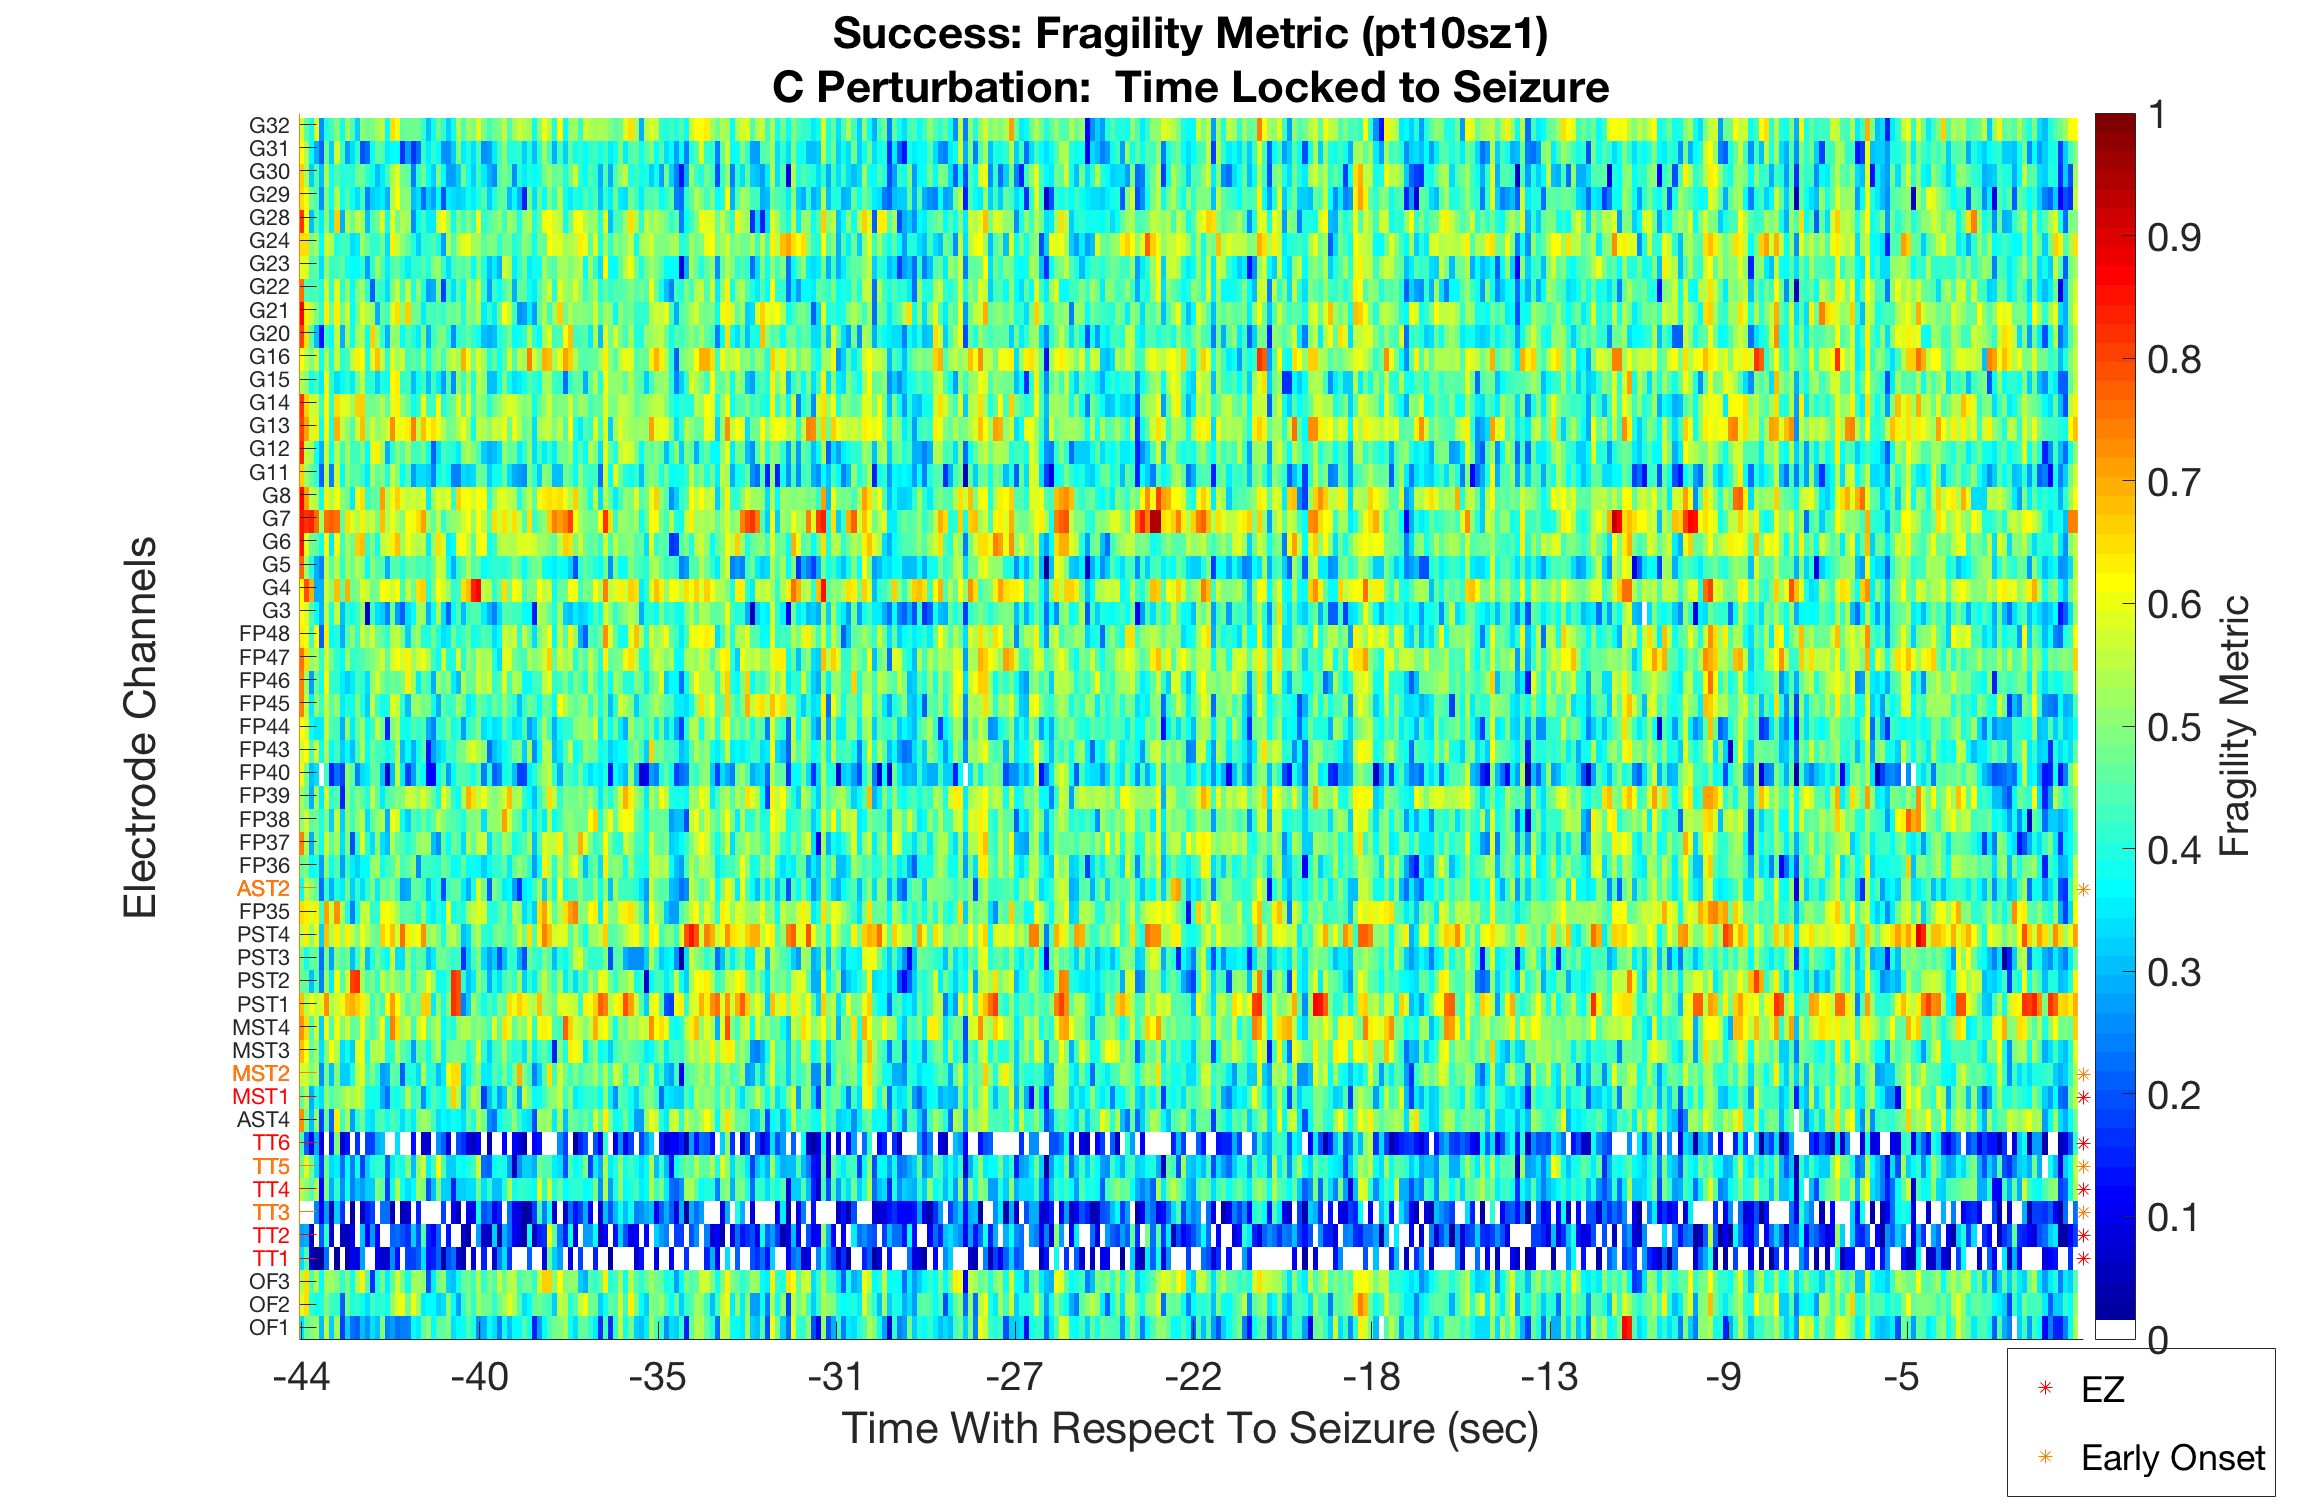 Success: Fragility Metric (pt10sz1)
C Perturbation:  Time Locked to Seizure
Electrode Channels
G32
G31
G30
G29
G28
G24
G23
G22
G21
G20
G16
G15
G14
G13
G12
G11
G8
G7
G6
G5
G4
G3
FP48
FP47
FP46
FP45
FP44
FP43
FP40
FP39
FP38
FP37
FP36
AST2
FP35
PST4
PST3
PST2
PST1
MST4
MST3
MST2
MST1
AST4
TT6
TT5
TT4
TT3
TT2
TT1
OF3
OF2
OF1
-44 -40 -35 -31 -27 -22 -18 -13 -9 -5
Time With Respect To Seizure (sec)
1
0.9
0.8
0.7
0.6
0.5
0.4
0.3
0.2
0.1
0
Fragility Metric
EZ
Early Onset